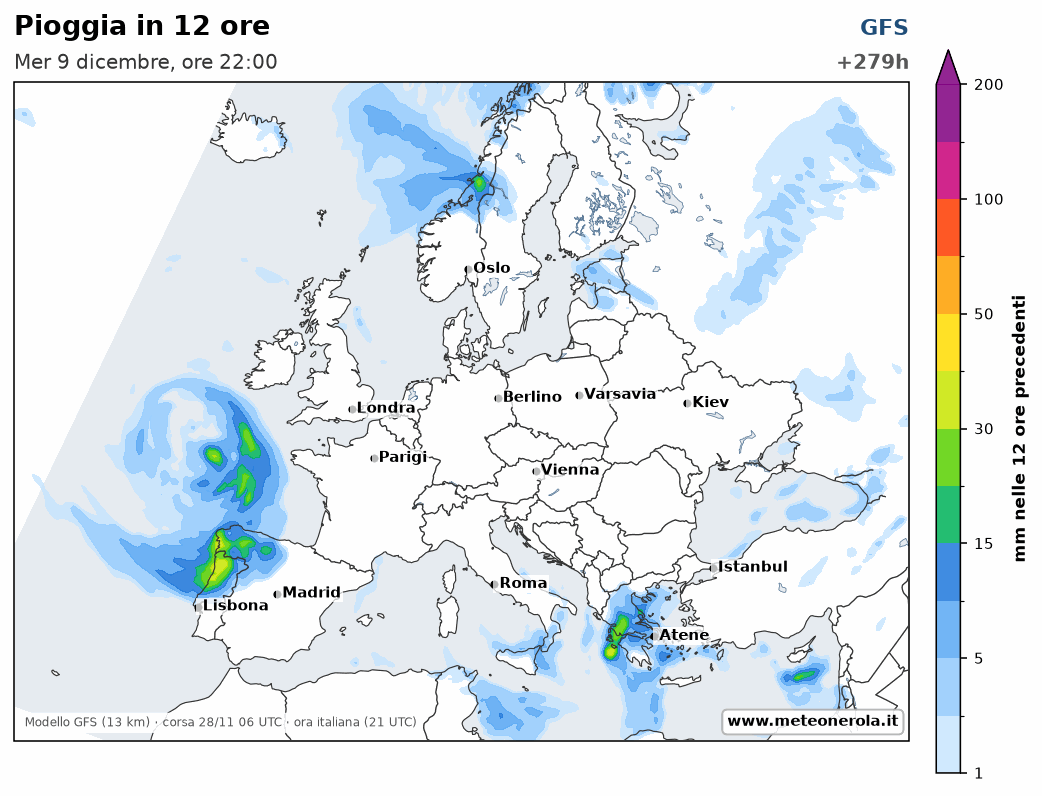 Pioggia in 12 ore
GFS
Mer 9 dicembre, ore 22:00
+279h
200
100
50
30
15
5
1
mm nelle 12 ore precedenti
Oslo
Berlino
Varsavia
Kiev
Londra
Parigi
Vienna
Istanbul
Roma
Madrid
Lisbona
Atene
Modello GFS (13 km) · corsa 28/11 06 UTC · ora italiana (21 UTC)
www.meteonerola.it